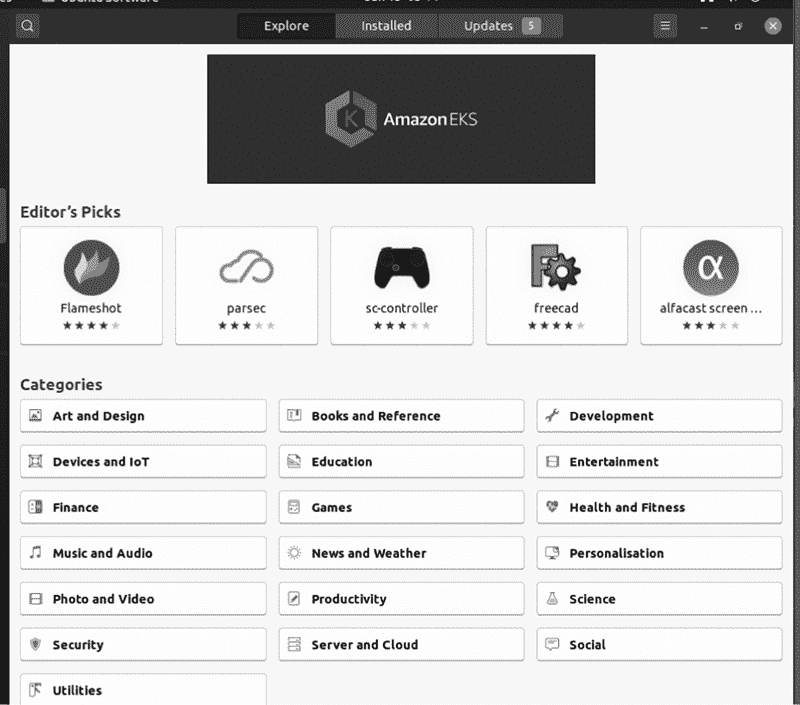 Ubuntu Software
Explore Installed Updates 5
Amazon EKS
Editor's Picks
Flameshot parsec sc-controller freecad alfacast screen ...
Categories
Art and Design Books and Reference Development
Devices and IoT Education Entertainment
Finance Games Health and Fitness
Music and Audio News and Weather Personalisation
Photo and Video Productivity Science
Security Server and Cloud Social
Utilities